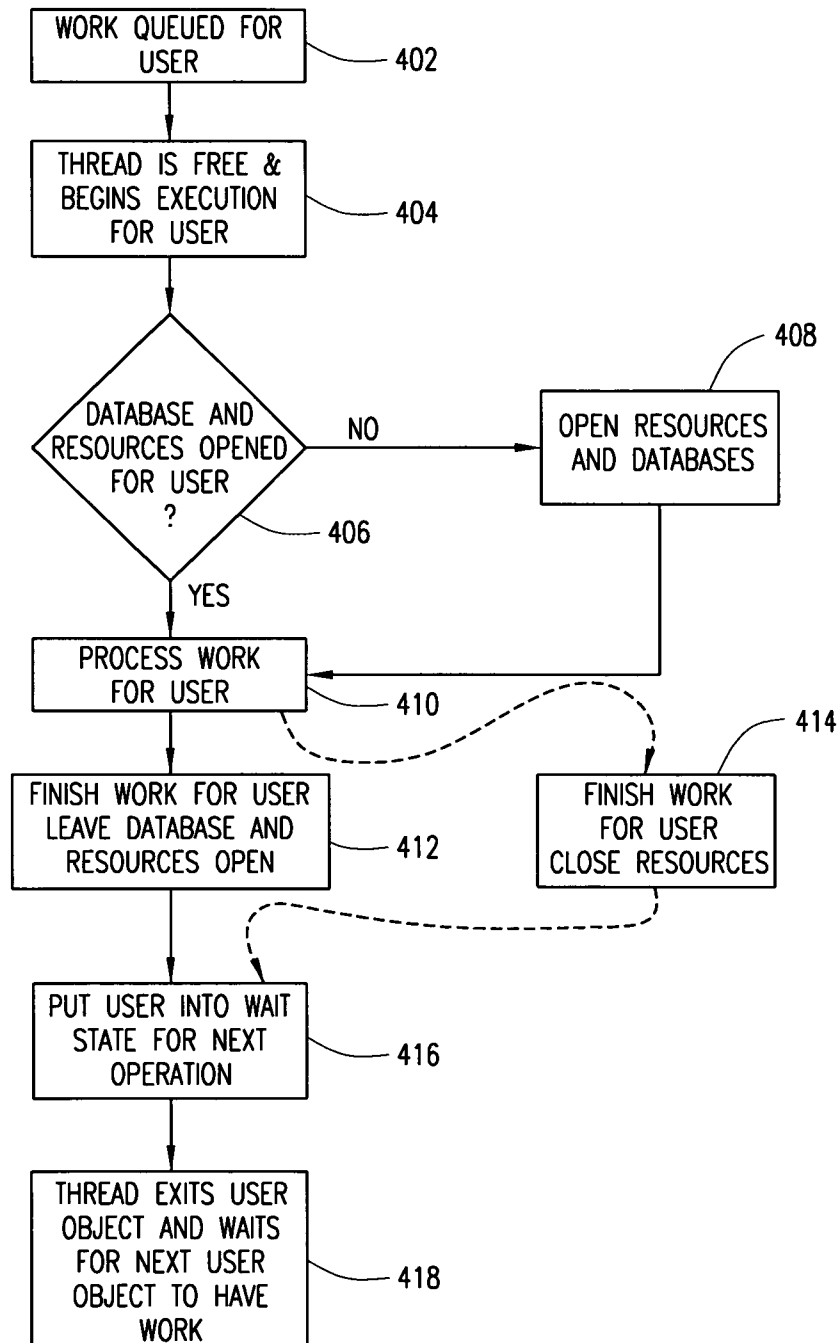 WORK QUEUED FOR
USER
402
THREAD IS FREE &
BEGINS EXECUTION
FOR USER
404
DATABASE AND
RESOURCES OPENED
FOR USER
?
406
NO
408
OPEN RESOURCES
AND DATABASES
YES
PROCESS WORK
FOR USER
410
FINISH WORK FOR USER
LEAVE DATABASE AND
RESOURCES OPEN
412
414
FINISH WORK
FOR USER
CLOSE RESOURCES
PUT USER INTO WAIT
STATE FOR NEXT
OPERATION
416
THREAD EXITS USER
OBJECT AND WAITS
FOR NEXT USER
OBJECT TO HAVE
WORK
418